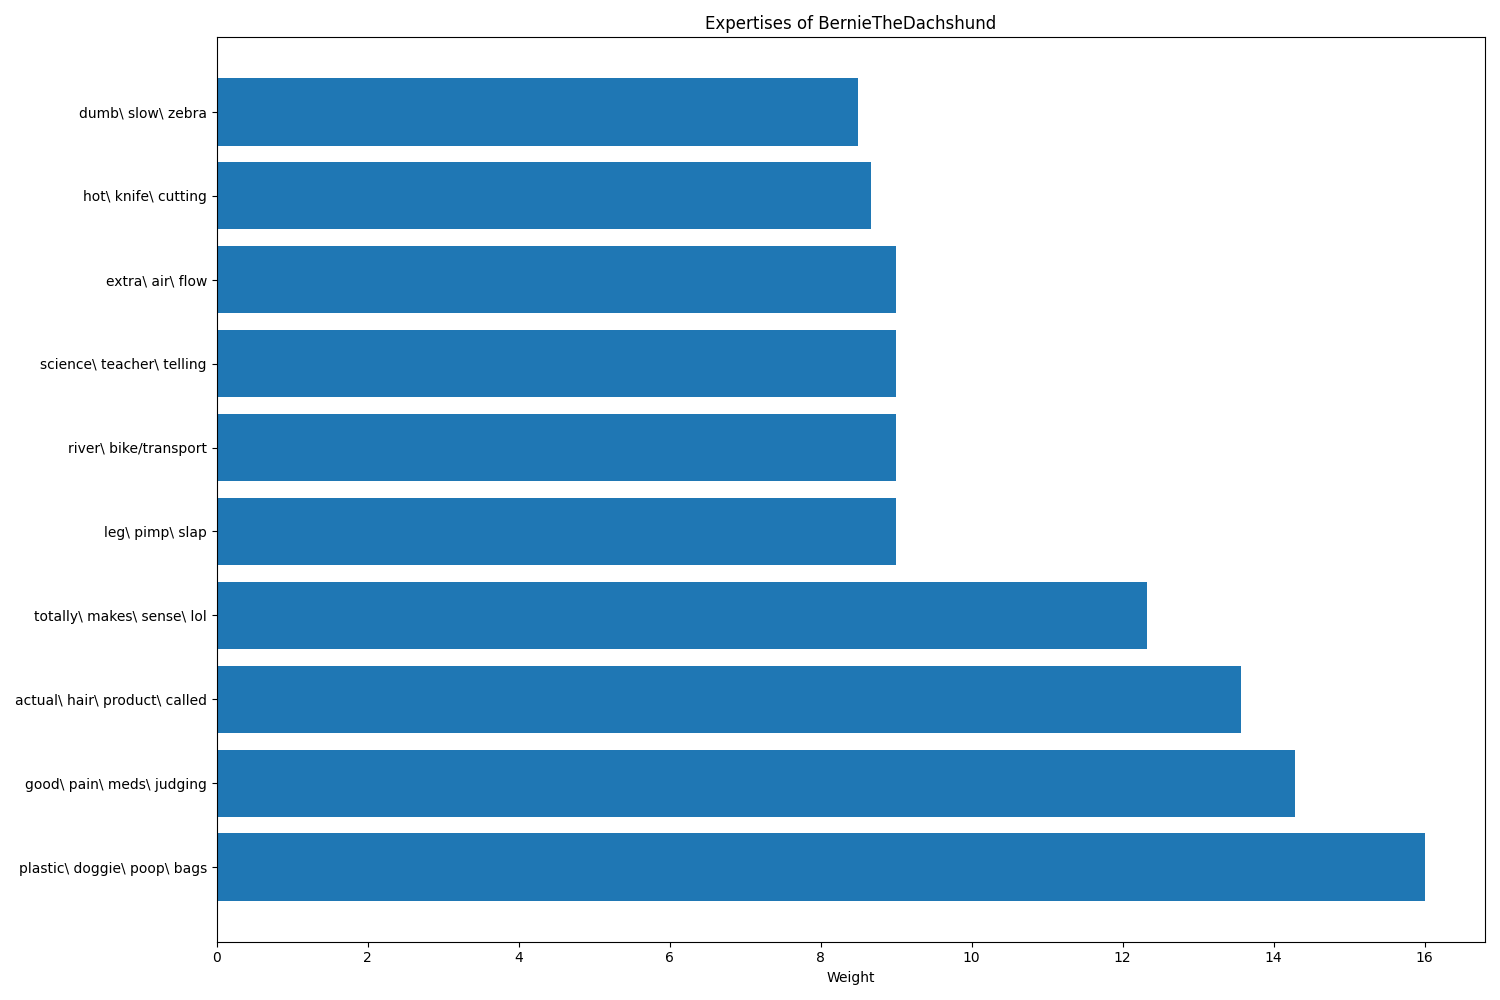 Expertises of BernieTheDachshund
dumb\ slow\ zebra
hot\ knife\ cutting
extra\ air\ flow
science\ teacher\ telling
river\ bike/transport
leg\ pimp\ slap
totally\ makes\ sense\ lol
actual\ hair\ product\ called
good\ pain\ meds\ judging
plastic\ doggie\ poop\ bags
0 2 4 6 8 10 12 14 16
Weight